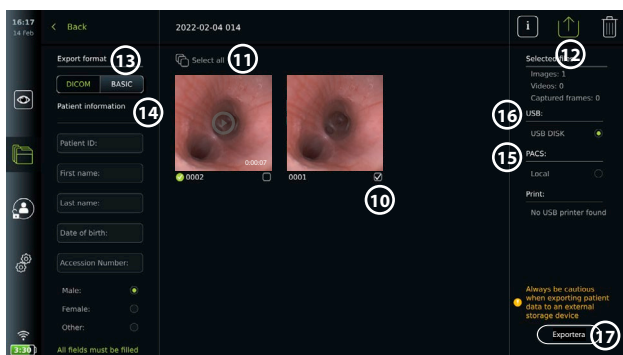 16:17
14 Feb
Back
2022-02-04 014
i
Export format
13
DICOM
BASIC
Patient information
14
Patient ID:
First name:
Last name:
Date of birth:
Accession Number:
Male:
Female:
Other:
All fields must be filled
3:30
Select all
11
0:00:07
0002
0001
10
12
Images: 1
Videos: 0
Captured frames: 0
16
USB:
USB DISK
15
PACS:
Local
Print:
No USB printer found
Always be cautious
when exporting patient
data to an external
storage device
Exportera
17